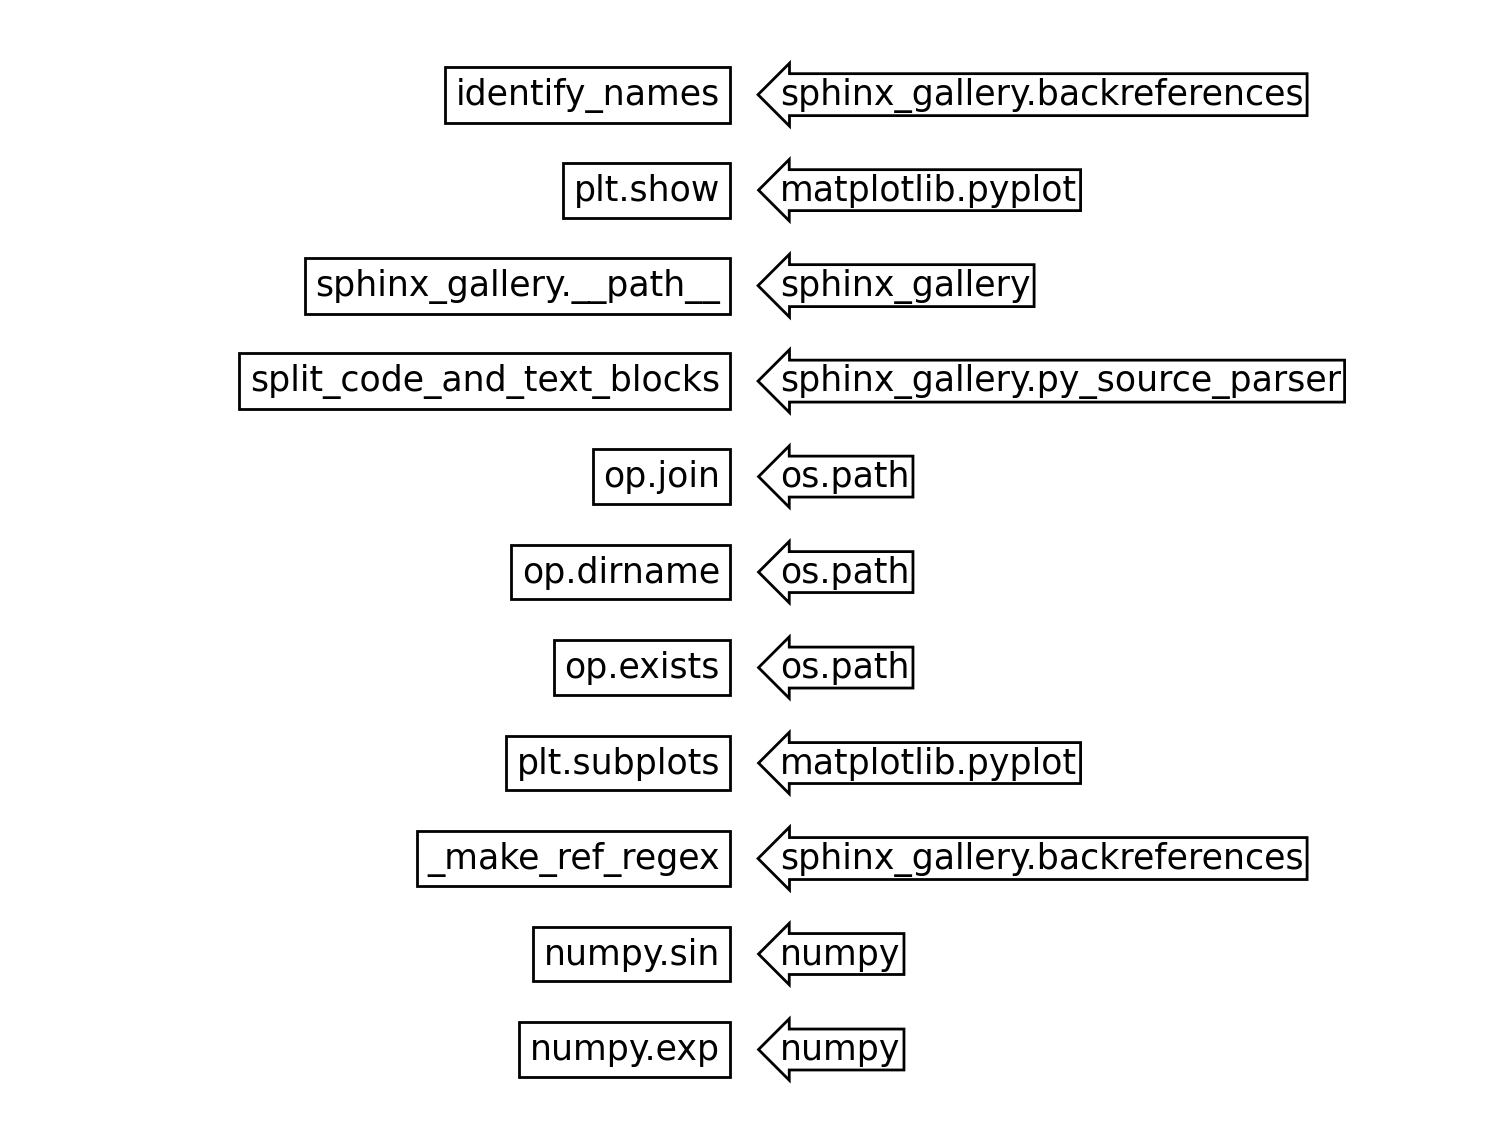 identify_names sphinx_gallery.backreferences
plt.show matplotlib.pyplot
sphinx_gallery.__path__ sphinx_gallery
split_code_and_text_blocks sphinx_gallery.py_source_parser
op.join os.path
op.dirname os.path
op.exists os.path
plt.subplots matplotlib.pyplot
_make_ref_regex sphinx_gallery.backreferences
numpy.sin numpy
numpy.exp numpy